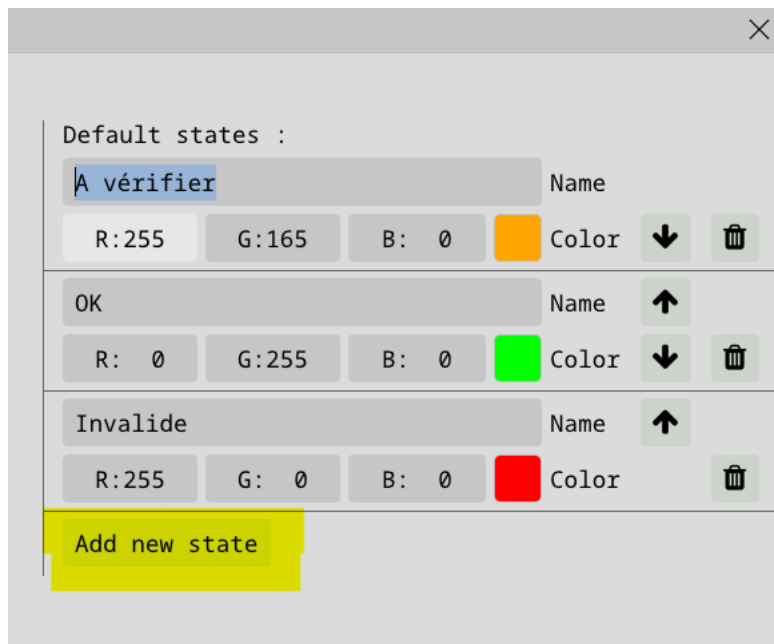 Default states :
A vérifier Name
R:255 G:165 B: 0 Color
OK Name
R: 0 G:255 B: 0 Color
Invalide Name
R:255 G: 0 B: 0 Color
Add new state